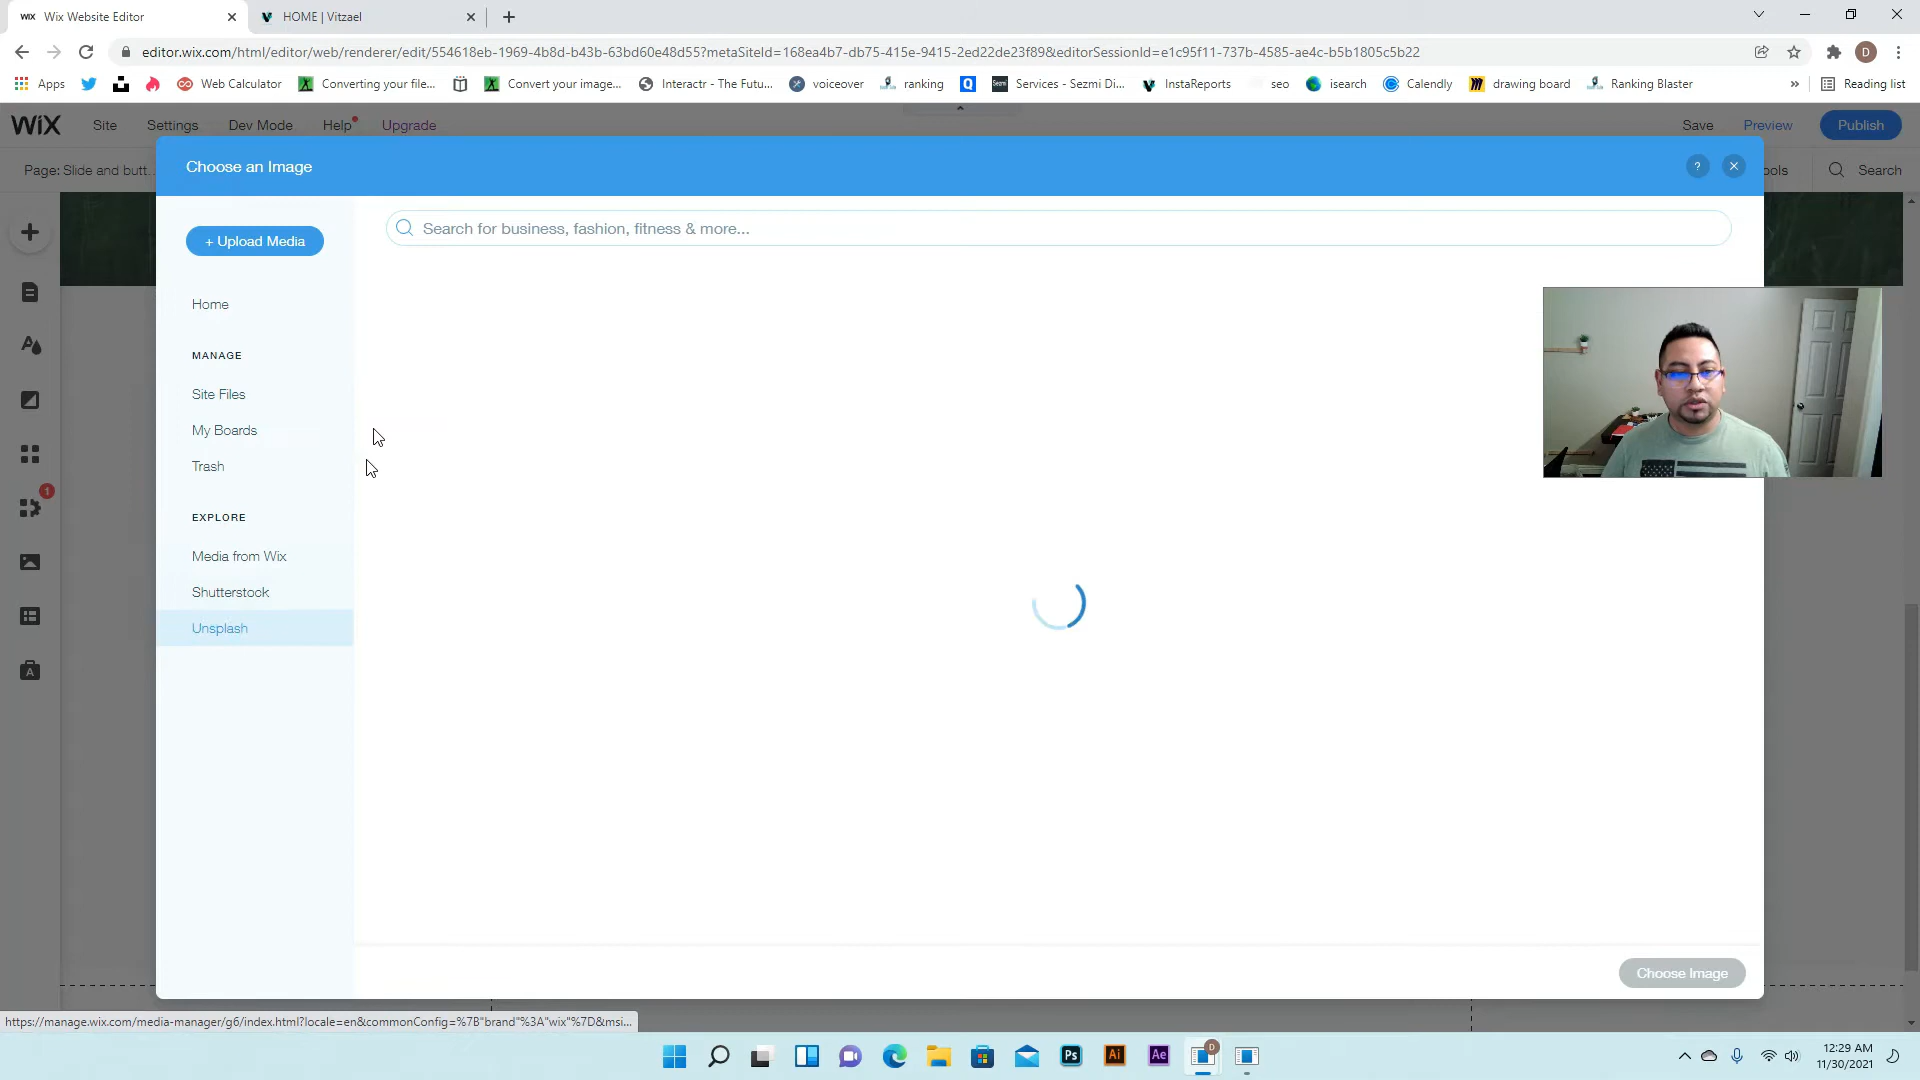 WIX Wix Website Editor
HOME | Vitzael
editor.wix.com/html/editor/web/renderer/edit/554618eb-1969-4b8d-b43b-63bd60e48d55?metaSiteId=168ea4b7-db75-415e-9415-2ed22de23f89&editorSessionId=e1c95f11-737b-4585-ae4c-b5b1805c5b22
D
Apps
Web Calculator
Converting your file...
Convert your image...
Interactr - The Futu...
voiceover
ranking
Services - Sezmi Di...
InstaReports
seo
isearch
Calendly
drawing board
Ranking Blaster
»
Reading list
WIX
Site
Settings
Dev Mode
Help
Upgrade
Save
Preview
Publish
Page: Slide and butt...
ools
Search
Choose an Image
?
+ Upload Media
Search for business, fashion, fitness & more...
Home
MANAGE
Site Files
My Boards
Trash
1
EXPLORE
Media from Wix
Shutterstock
Unsplash
A
Choose Image
https://manage.wix.com/media-manager/g6/index.html?locale=en&commonConfig=%7B"brand"%3A"wix"%7D&msi...
Ps
Ai
Ae
D
12:29 AM
11/30/2021